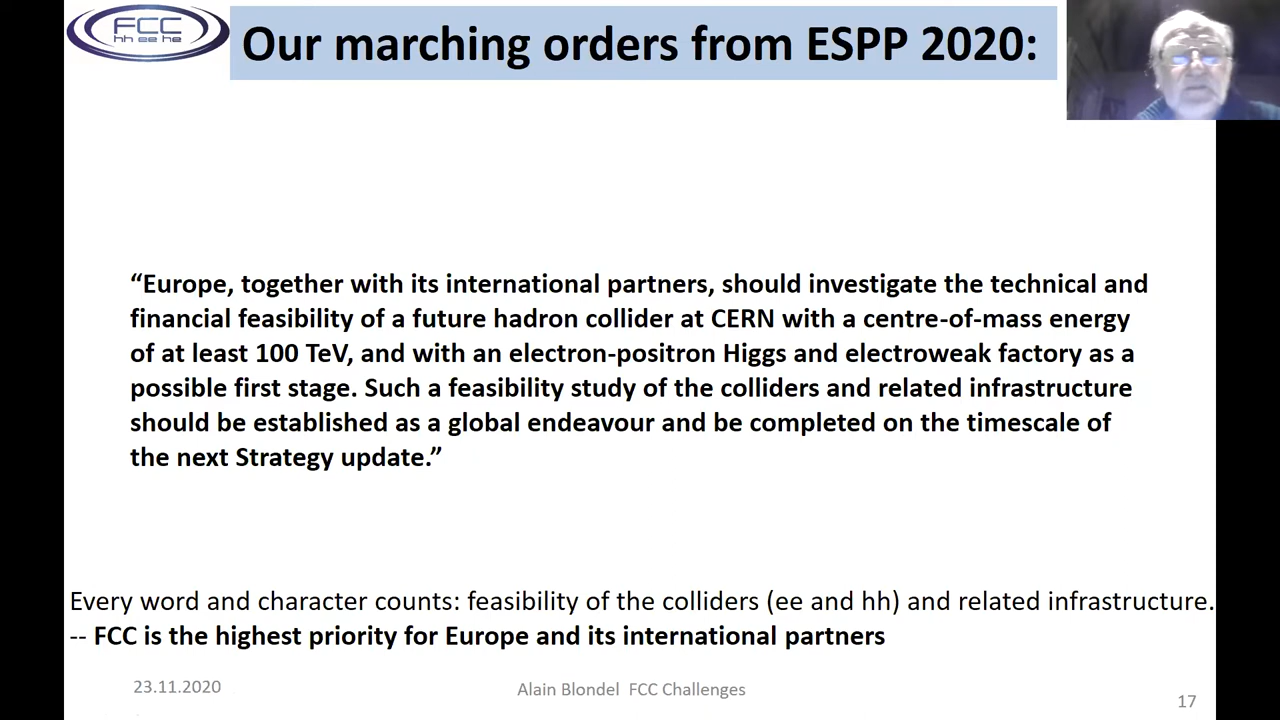 FCC
hh ee he
Our marching orders from ESPP 2020:
“Europe, together with its international partners, should investigate the technical and
financial feasibility of a future hadron collider at CERN with a centre-of-mass energy
of at least 100 TeV, and with an electron-positron Higgs and electroweak factory as a
possible first stage. Such a feasibility study of the colliders and related infrastructure
should be established as a global endeavour and be completed on the timescale of
the next Strategy update.”
Every word and character counts: feasibility of the colliders (ee and hh) and related infrastructure.
-- FCC is the highest priority for Europe and its international partners
23.11.2020
Alain Blondel  FCC Challenges
17